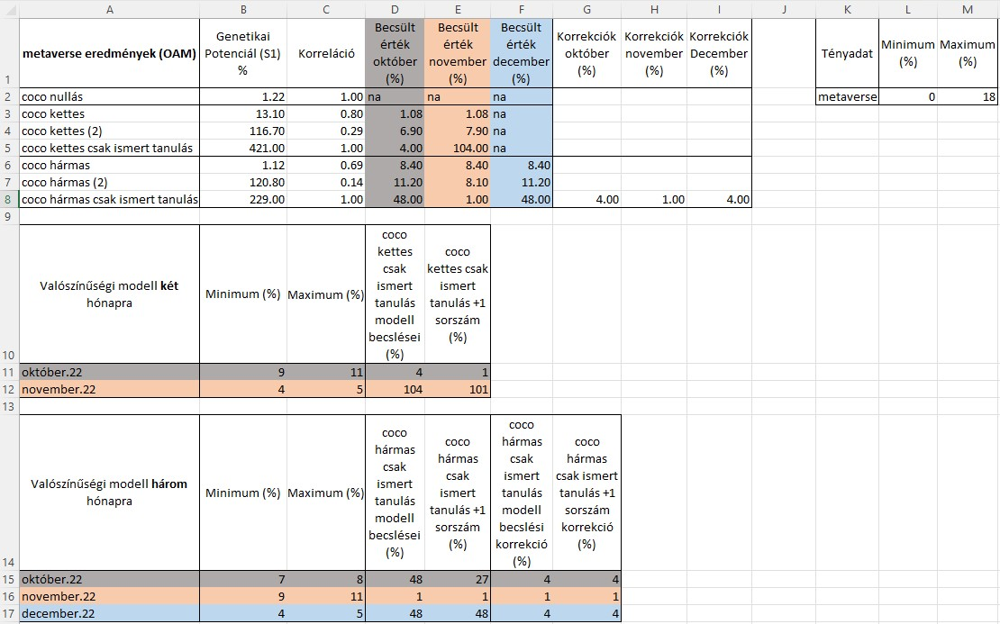 A B C D E F G H I J K L M
1 metaverse eredmények (OAM) Genetikai Potenciál (S1) % Korreláció Becsült érték október (%) Becsült érték november (%) Becsült érték december (%) Korrekciók október (%) Korrekciók november (%) Korrekciók December (%) Tényadat Minimum (%) Maximum (%)
2 coco nullás 1.22 1.00 na na na metaverse 0 18
3 coco kettes 13.10 0.80 1.08 1.08 na
4 coco kettes (2) 116.70 0.29 6.90 7.90 na
5 coco kettes csak ismert tanulás 421.00 1.00 4.00 104.00 na
6 coco hármas 1.12 0.69 8.40 8.40 8.40
7 coco hármas (2) 120.80 0.14 11.20 8.10 11.20
8 coco hármas csak ismert tanulás 229.00 1.00 48.00 1.00 48.00 4.00 1.00 4.00
9
10 Valószínűségi modell két hónapra Minimum (%) Maximum (%) coco kettes csak ismert tanulás modell becslései (%) coco kettes csak ismert tanulás +1 sorszám (%)
11 október.22 9 11 4 1
12 november.22 4 5 104 101
13
14 Valószínűségi modell három hónapra Minimum (%) Maximum (%) coco hármas csak ismert tanulás modell becslései (%) coco hármas csak ismert tanulás +1 sorszám (%) coco hármas csak ismert tanulás modell becslési korrekció (%) coco hármas csak ismert tanulás +1 sorszám korrekció (%)
15 október.22 7 8 48 27 4 4
16 november.22 9 11 1 1 1 1
17 december.22 4 5 48 48 4 4